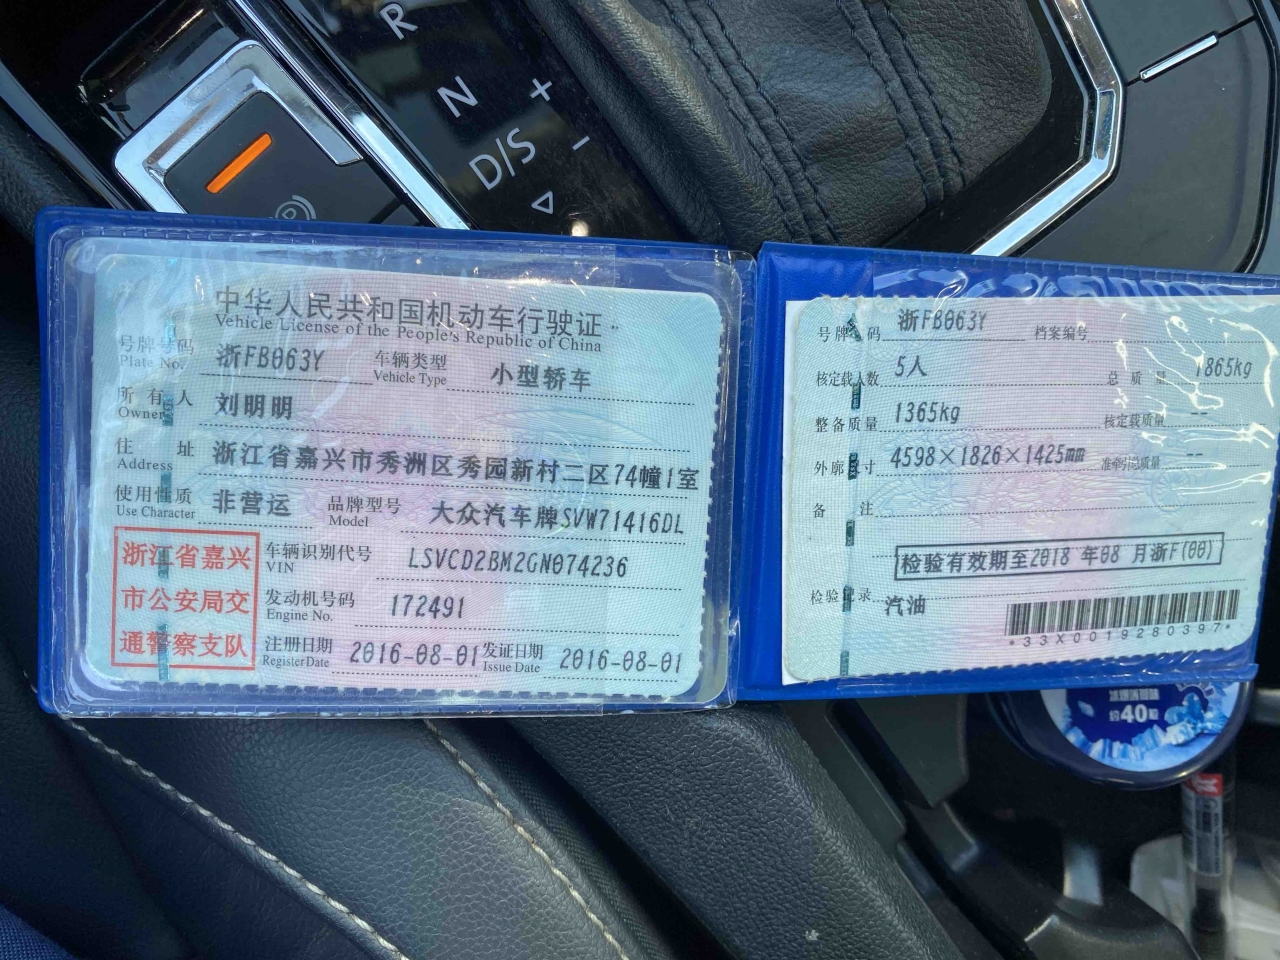 R
N +
D/S −
中华人民共和国机动车行驶证
Vehicle License of the People's Republic of China
号牌号码 浙FB063Y 车辆类型 小型轿车
Plate No. Vehicle Type
所有人 刘明明
Owner
住址 浙江省嘉兴市秀洲区秀园新村二区74幢1室
Address
使用性质 非营运 品牌型号 大众汽车牌SVW71416DL
Use Character Model
浙江省嘉兴
市公安局交
通警察支队
车辆识别代号 LSVCD2BM2GN074236
VIN
发动机号码 172491
Engine No.
注册日期 2016-08-01 发证日期 2016-08-01
Register Date Issue Date
号牌号码 浙FB063Y 档案编号
核定载人数 5人 总质量 1865kg
整备质量 1365kg 核定载质量 --
外廓尺寸 4598×1826×1425mm 准牵引总质量 --
备注
检验有效期至2018 年08 月浙F(00)
检验记录 汽油
*33X0019280397*
约40粒